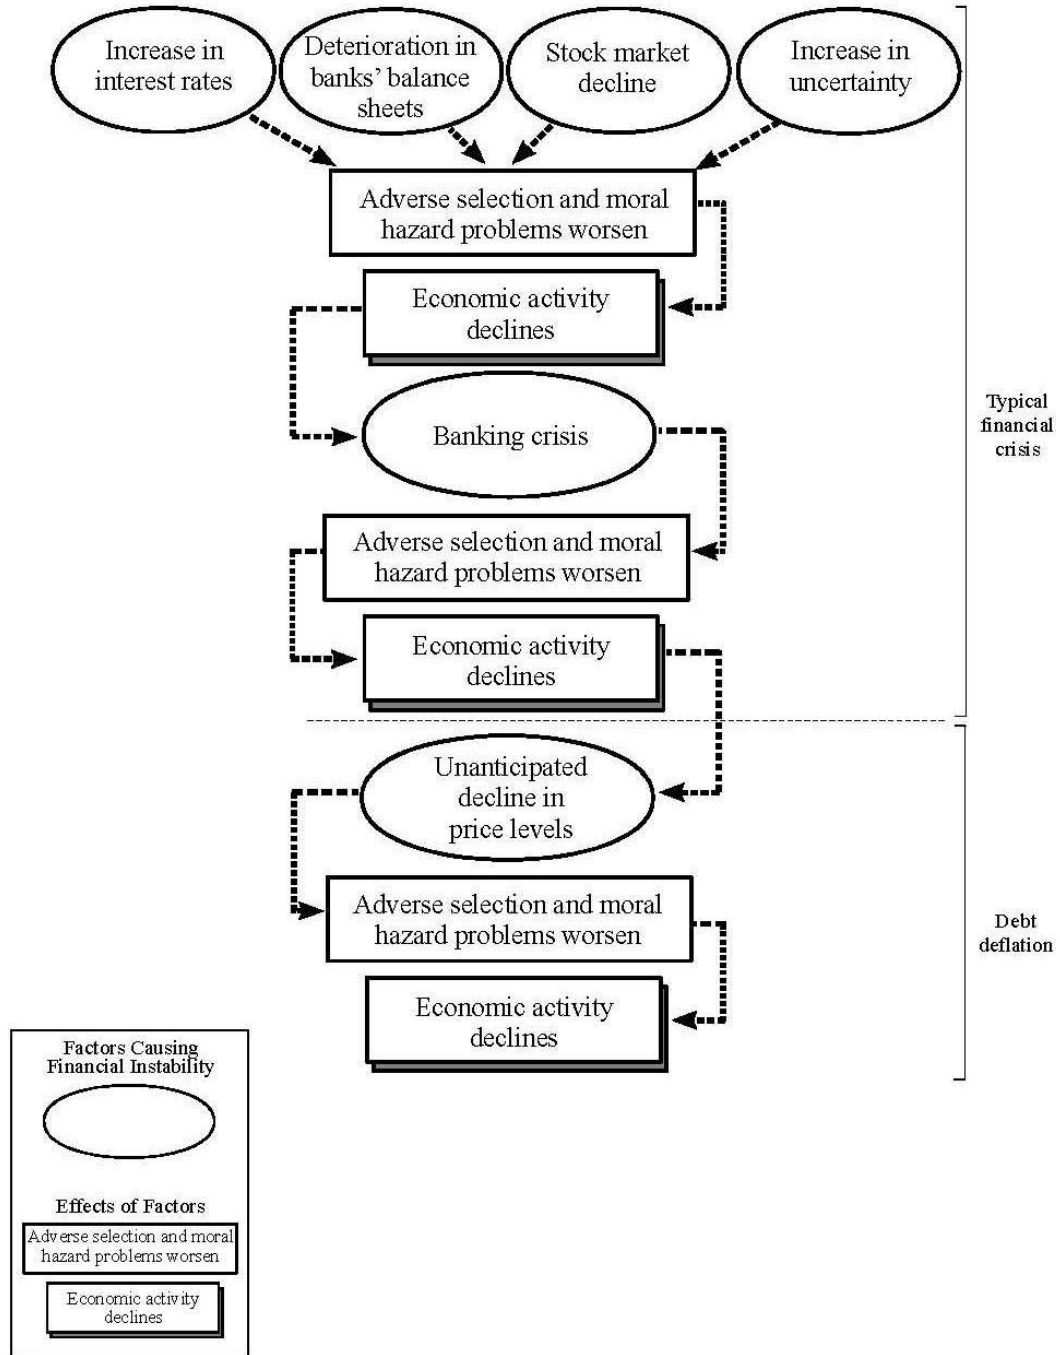 Increase in
interest rates
Deterioration in
banks' balance
sheets
Stock market
decline
Increase in
uncertainty
Adverse selection and moral
hazard problems worsen
Economic activity
declines
Banking crisis
Adverse selection and moral
hazard problems worsen
Economic activity
declines
Typical
financial
crisis
Unanticipated
decline in
price levels
Adverse selection and moral
hazard problems worsen
Economic activity
declines
Debt
deflation
Factors Causing
Financial Instability
Effects of Factors
Adverse selection and moral
hazard problems worsen
Economic activity
declines